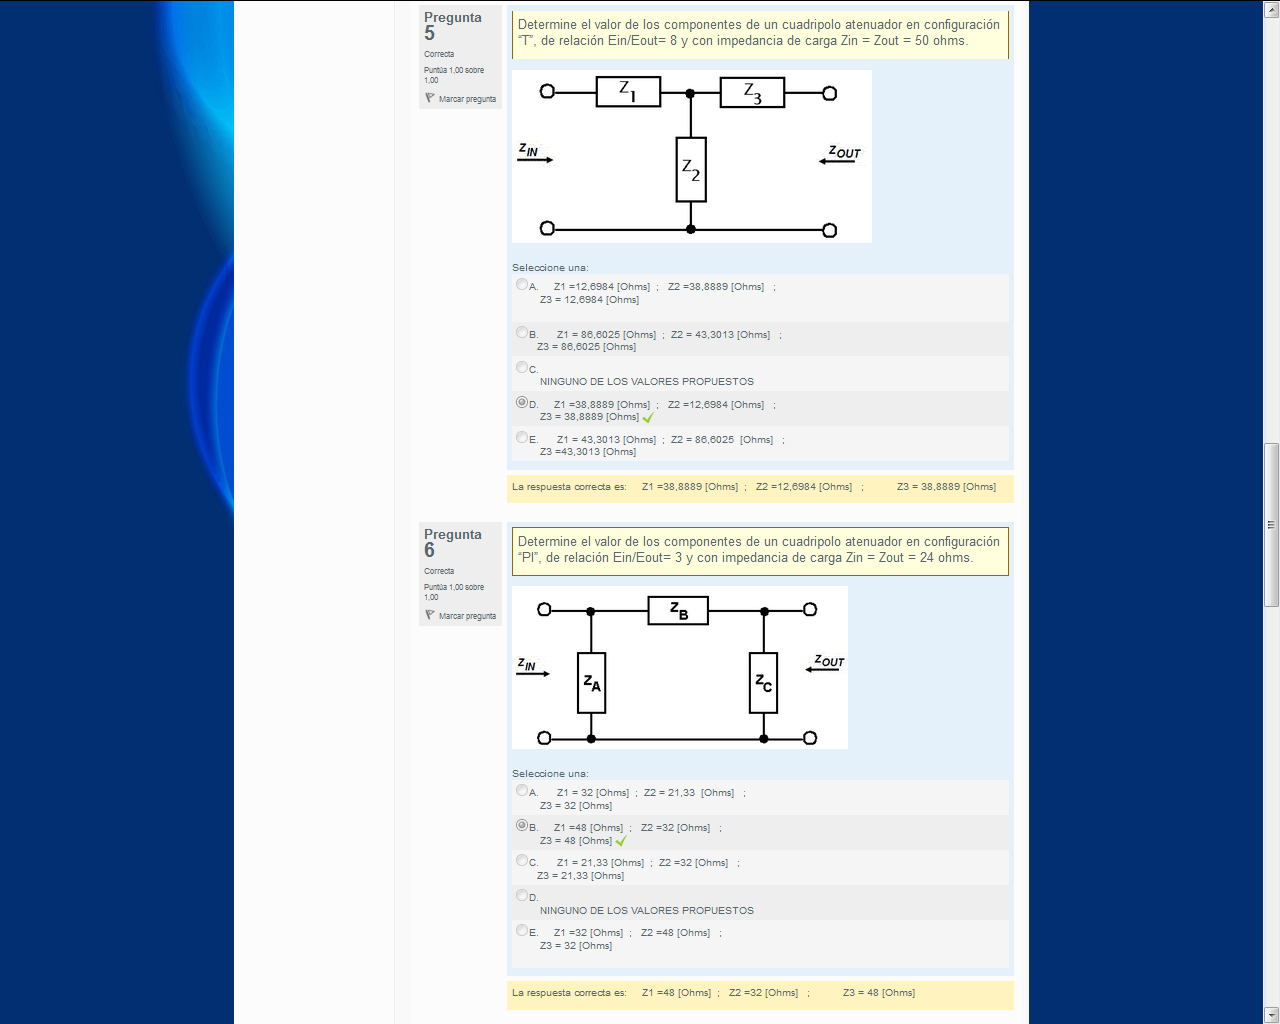 Pregunta
5
Correcta
Puntúa 1,00 sobre
1,00
Marcar pregunta
Determine el valor de los componentes de un cuadripolo atenuador en configuración
“T”, de relación Ein/Eout= 8 y con impedancia de carga Zin = Zout = 50 ohms.
Z1
Z3
ZIN
Z2
ZOUT
Seleccione una:
A. Z1 =12,6984 [Ohms] ; Z2 =38,8889 [Ohms] ;
Z3 = 12,6984 [Ohms]
B. Z1 = 86,6025 [Ohms] ; Z2 = 43,3013 [Ohms] ;
Z3 = 86,6025 [Ohms]
C.
NINGUNO DE LOS VALORES PROPUESTOS
D. Z1 =38,8889 [Ohms] ; Z2 =12,6984 [Ohms] ;
Z3 = 38,8889 [Ohms]
E. Z1 = 43,3013 [Ohms] ; Z2 = 86,6025 [Ohms] ;
Z3 =43,3013 [Ohms]
La respuesta correcta es: Z1 =38,8889 [Ohms] ; Z2 =12,6984 [Ohms] ; Z3 = 38,8889 [Ohms]
Pregunta
6
Correcta
Puntúa 1,00 sobre
1,00
Marcar pregunta
Determine el valor de los componentes de un cuadripolo atenuador en configuración
“PI”, de relación Ein/Eout= 3 y con impedancia de carga Zin = Zout = 24 ohms.
ZB
ZIN
ZA
ZC
ZOUT
Seleccione una:
A. Z1 = 32 [Ohms] ; Z2 = 21,33 [Ohms] ;
Z3 = 32 [Ohms]
B. Z1 =48 [Ohms] ; Z2 =32 [Ohms] ;
Z3 = 48 [Ohms]
C. Z1 = 21,33 [Ohms] ; Z2 =32 [Ohms] ;
Z3 = 21,33 [Ohms]
D.
NINGUNO DE LOS VALORES PROPUESTOS
E. Z1 =32 [Ohms] ; Z2 =48 [Ohms] ;
Z3 = 32 [Ohms]
La respuesta correcta es: Z1 =48 [Ohms] ; Z2 =32 [Ohms] ; Z3 = 48 [Ohms]